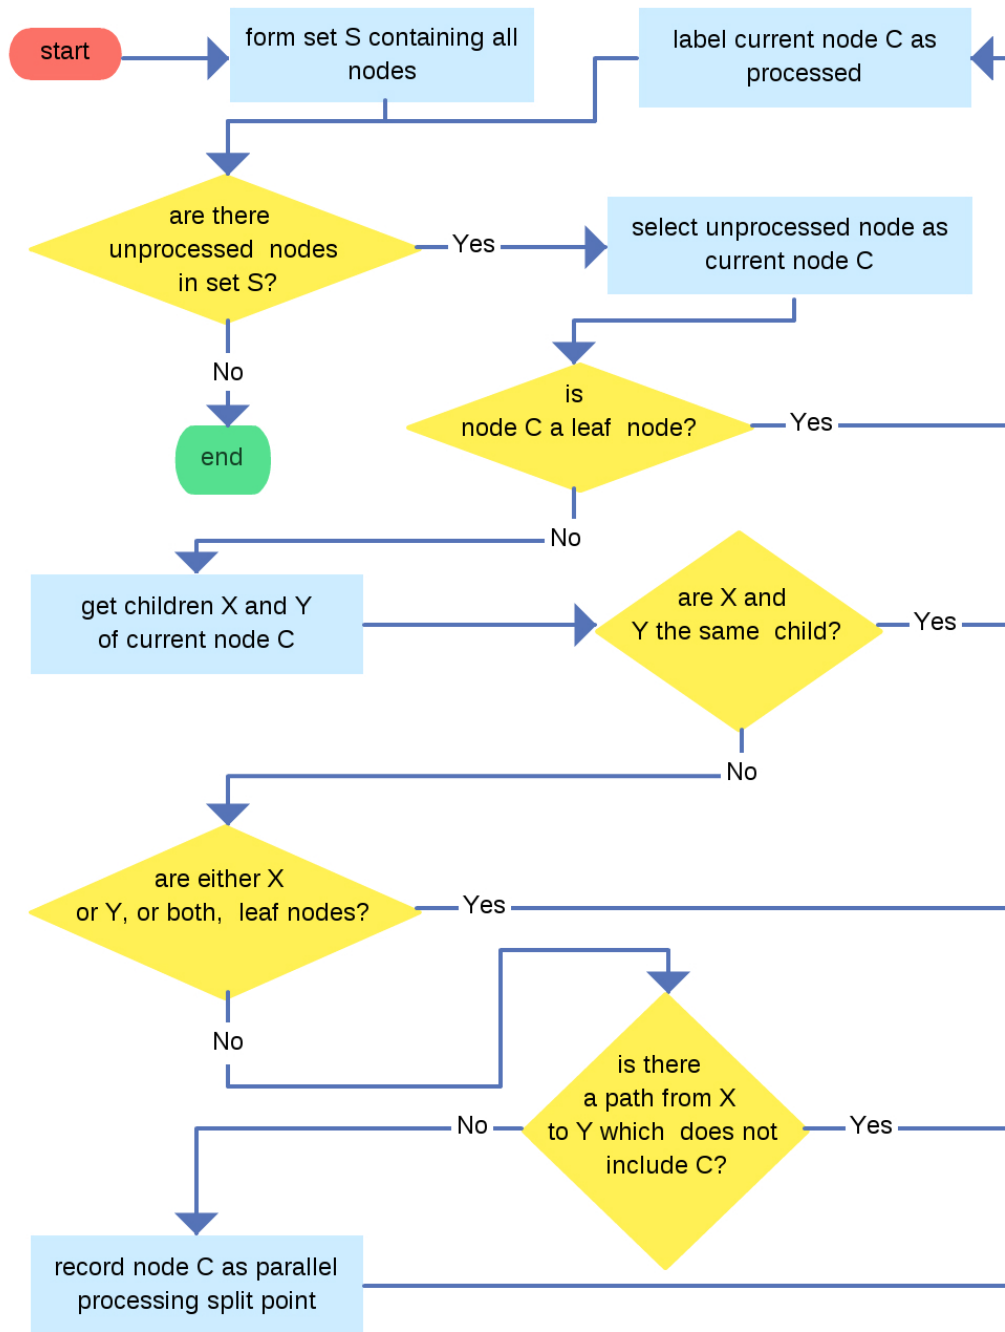 start
form set S containing all
nodes
label current node C as
processed
are there
unprocessed nodes
in set S?
Yes
select unprocessed node as
current node C
No
end
is
node C a leaf node?
Yes
No
get children X and Y
of current node C
are X and
Y the same child?
Yes
No
are either X
or Y, or both, leaf nodes?
Yes
No
is there
a path from X
to Y which does not
include C?
No
Yes
record node C as parallel
processing split point